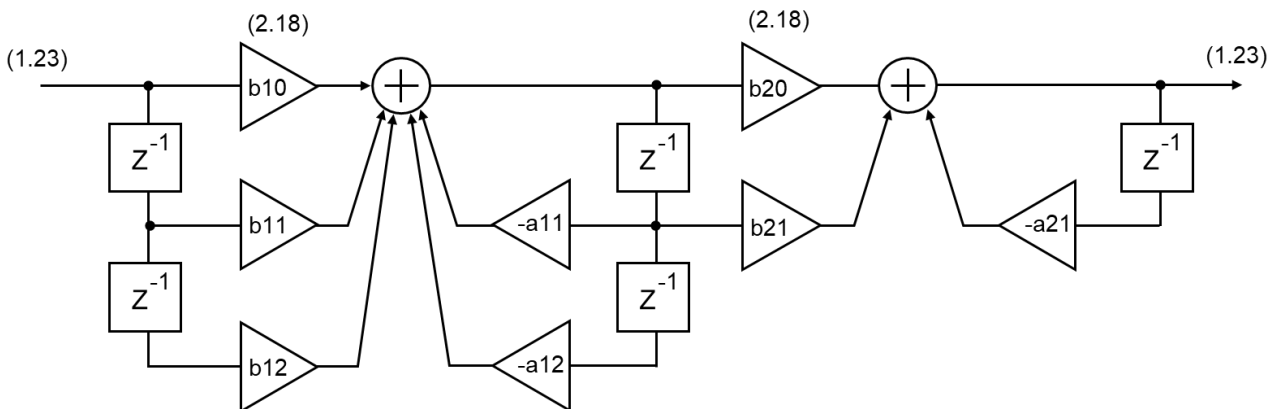 (2.18)
(2.18)
(1.23)
(1.23)
b10
+
b20
+
Z-1
Z-1
Z-1
b11
-a11
b21
-a21
Z-1
Z-1
b12
-a12